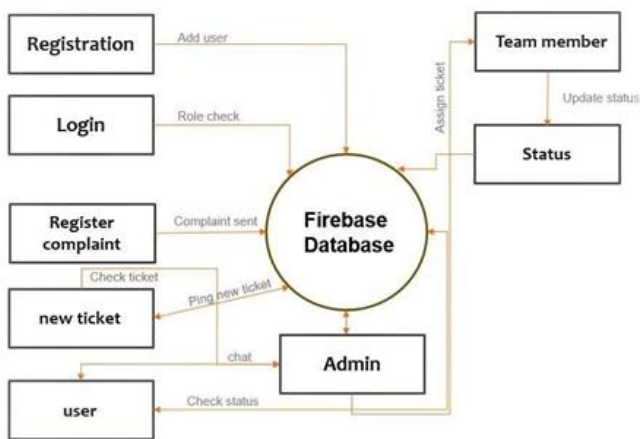 Registration
Add user
Team member
Assign ticket
Update status
Login
Role check
Status
Register
complaint
Complaint sent
Firebase
Database
Check ticket
new ticket
Ping new ticket
chat
Admin
user
Check status